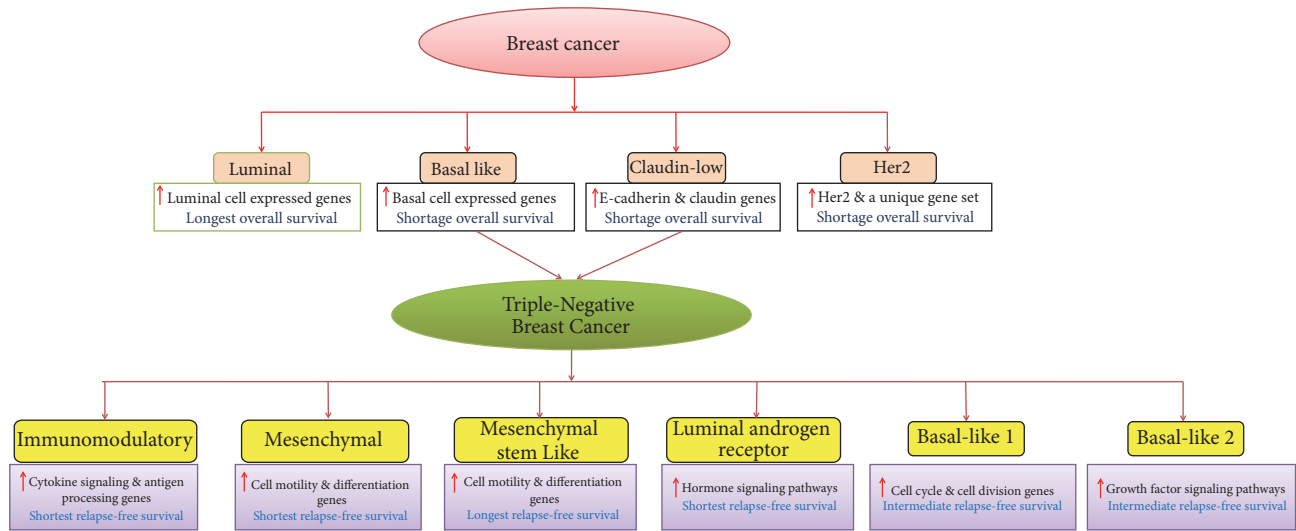 Breast cancer
Luminal
Luminal cell expressed genes
Longest overall survival
Basal like
Basal cell expressed genes
Shortage overall survival
Claudin-low
E-cadherin & claudin genes
Shortage overall survival
Her2
Her2 & a unique gene set
Shortage overall survival
Triple-Negative
Breast Cancer
Immunomodulatory
Cytokine signaling & antigen
processing genes
Shortest relapse-free survival
Mesenchymal
Cell motility & differentiation
genes
Shortest relapse-free survival
Mesenchymal
stem Like
Cell motility & differentiation
genes
Longest relapse-free survival
Luminal androgen
receptor
Hormone signaling pathways
Shortest relapse-free survival
Basal-like 1
Cell cycle & cell division genes
Intermediate relapse-free survival
Basal-like 2
Growth factor signaling pathways
Intermediate relapse-free survival